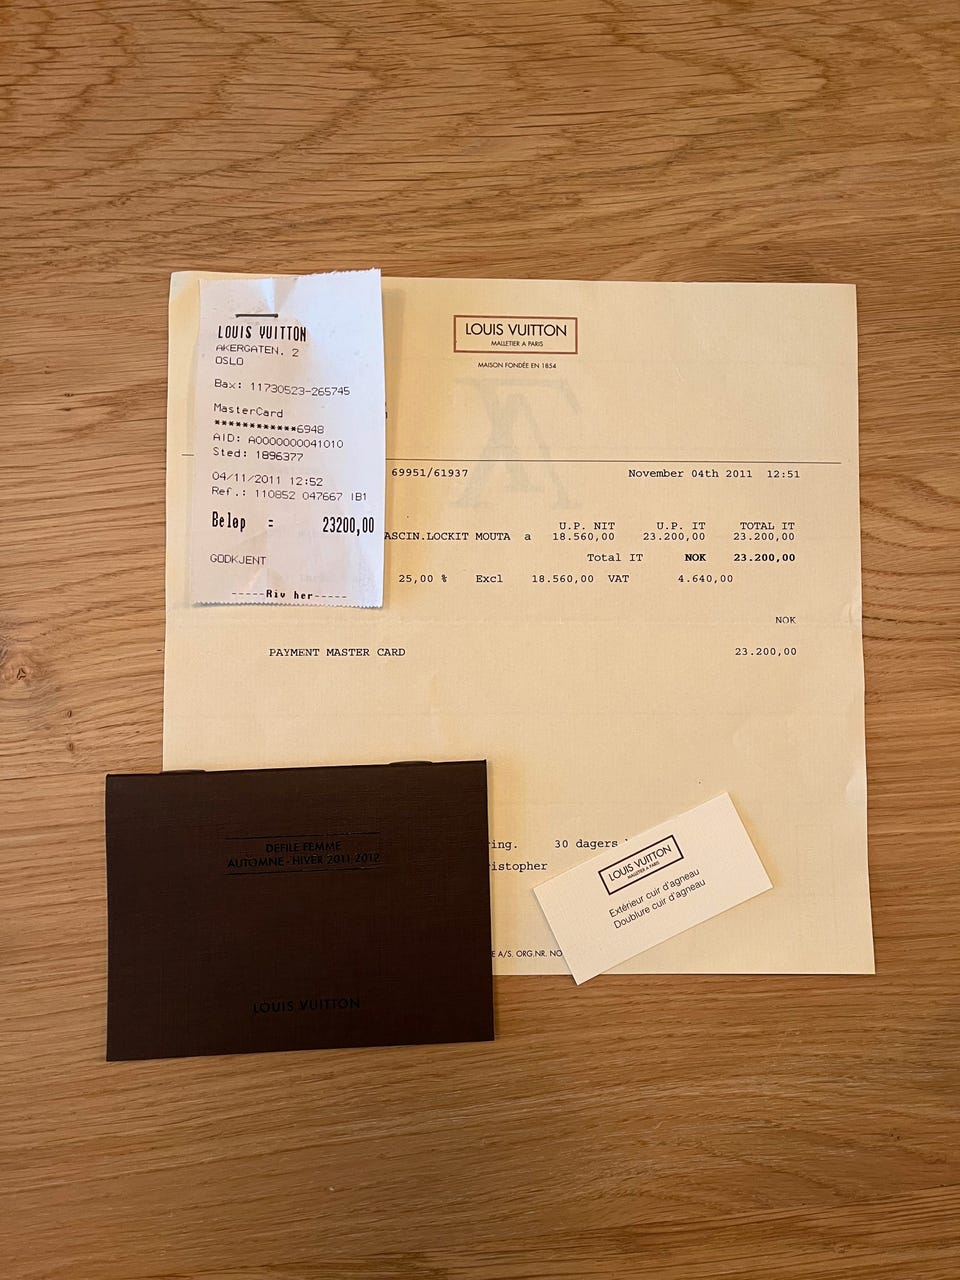 LOUIS VUITTON
AKERGATEN. 2
OSLO
Bax: 11730523-265745
MasterCard
************6948
AID: A0000000041010
Sted: 1896377
04/11/2011 12:52
Ref.: 110852 047667 IB1
Beløp = 23200,00
GODKJENT
-----Riv her-----
LOUIS VUITTON
MALLETIER A PARIS
MAISON FONDÉE EN 1854
69951/61937 November 04th 2011 12:51
U.P. NIT U.P. IT TOTAL IT
ASCIN.LOCKIT MOUTA a 18.560,00 23.200,00 23.200,00
Total IT NOK 23.200,00
25,00 % Excl 18.560,00 VAT 4.640,00
NOK
PAYMENT MASTER CARD 23.200,00
ing. 30 dagers
istopher
A/S. ORG.NR. NO
DEFILE FEMME
AUTOMNE - HIVER 2011-2012
LOUIS VUITTON
LOUIS VUITTON
MALLETIER A PARIS
Extérieur cuir d'agneau
Doublure cuir d'agneau